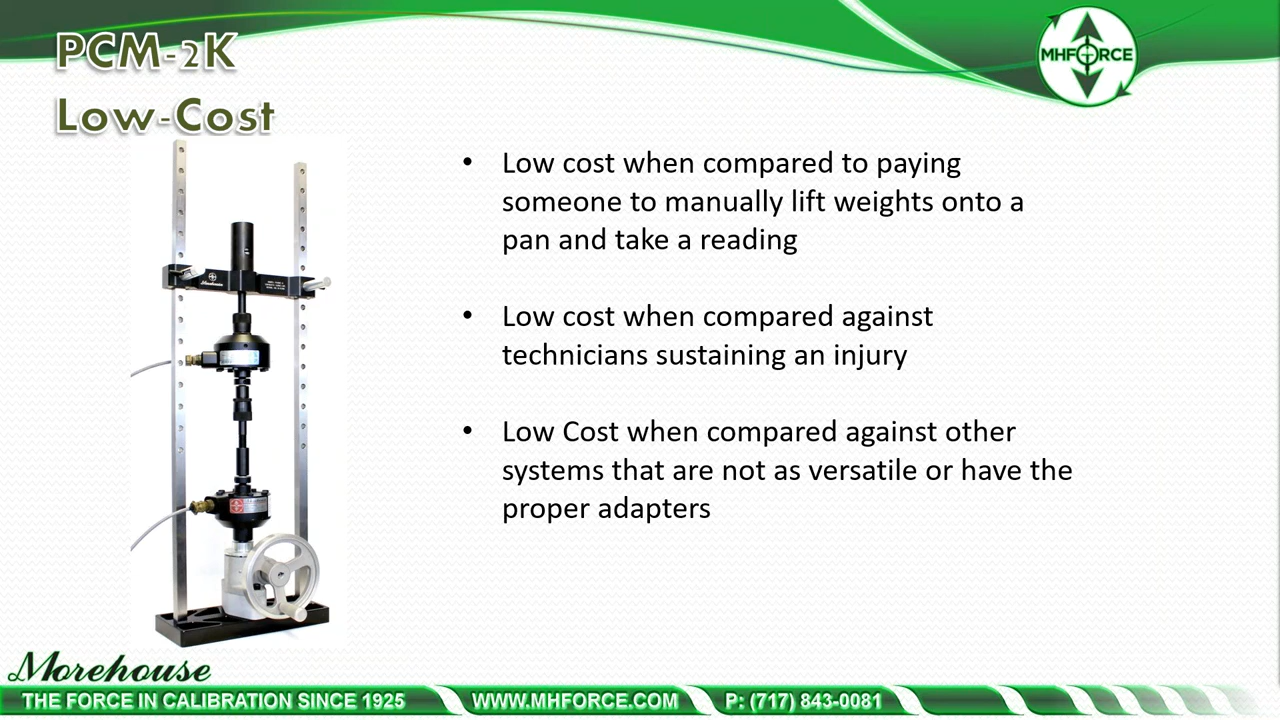 PCM-2K
Low-Cost
MHFORCE
• Low cost when compared to paying
someone to manually lift weights onto a
pan and take a reading
• Low cost when compared against
technicians sustaining an injury
• Low Cost when compared against other
systems that are not as versatile or have the
proper adapters
Morehouse
Morehouse
THE FORCE IN CALIBRATION SINCE 1925
WWW.MHFORCE.COM
P: (717) 843-0081